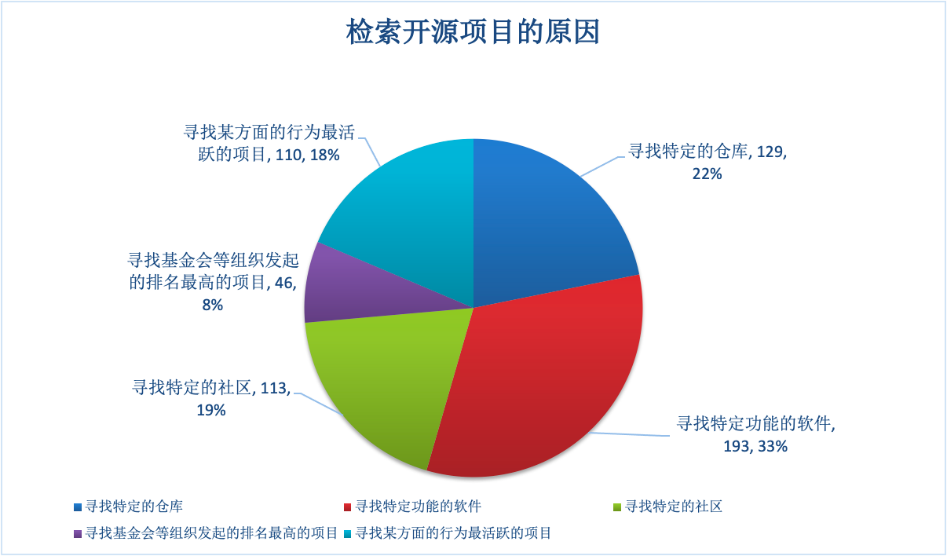 检索开源项目的原因
寻找某方面的行为最活
跃的项目, 110, 18%
寻找特定的仓库, 129,
22%
寻找基金会等组织发起
的排名最高的项目, 46,
8%
寻找特定的社区, 113,
19%
寻找特定功能的软件,
193, 33%
寻找特定的仓库
寻找特定功能的软件
寻找特定的社区
寻找基金会等组织发起的排名最高的项目
寻找某方面的行为最活跃的项目